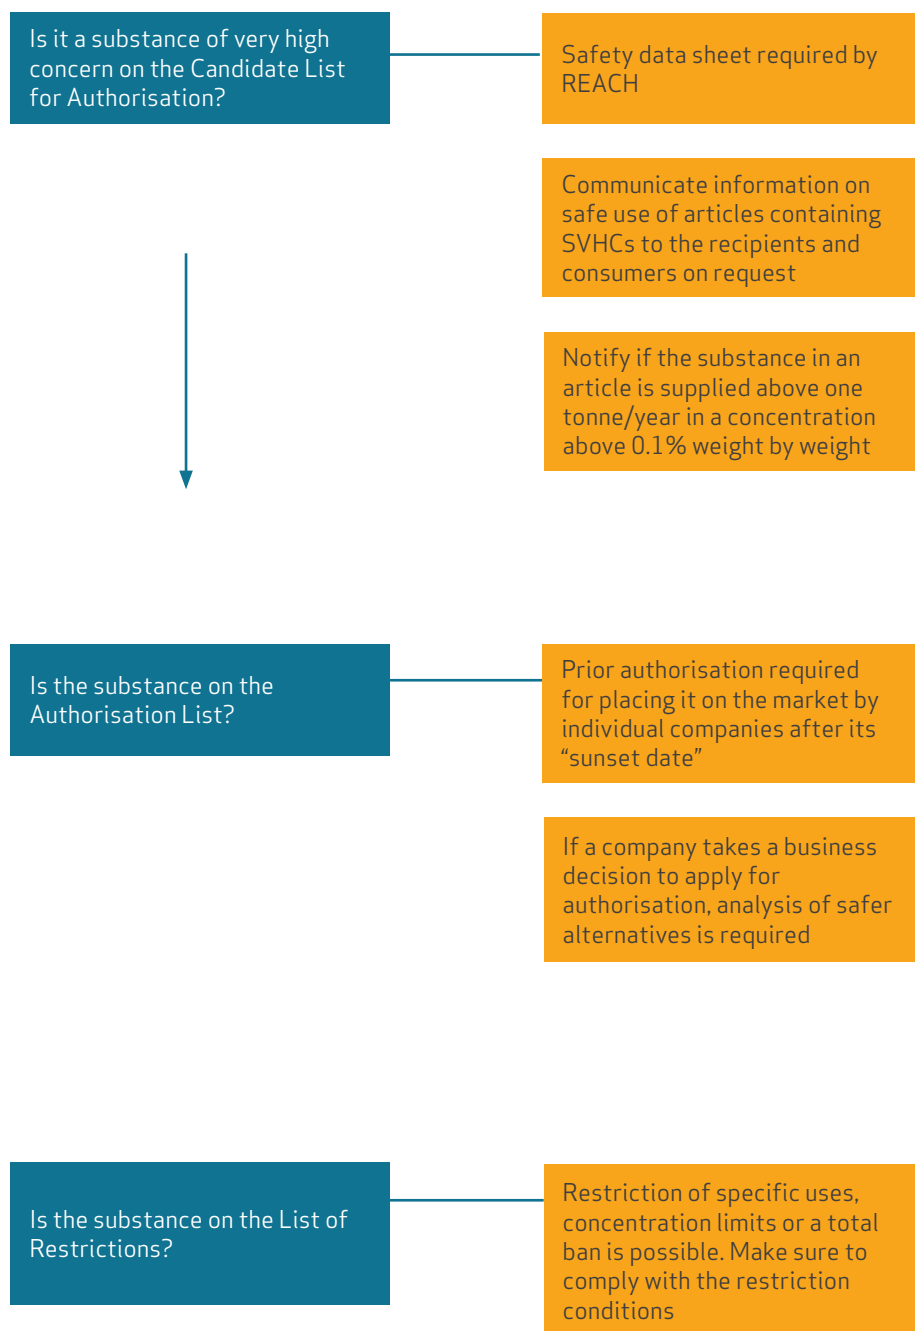 Is it a substance of very high
concern on the Candidate List
for Authorisation?
Safety data sheet required by
REACH
Communicate information on
safe use of articles containing
SVHCs to the recipients and
consumers on request
Notify if the substance in an
article is supplied above one
tonne/year in a concentration
above 0.1% weight by weight
Is the substance on the
Authorisation List?
Prior authorisation required
for placing it on the market by
individual companies after its
“sunset date”
If a company takes a business
decision to apply for
authorisation, analysis of safer
alternatives is required
Is the substance on the List of
Restrictions?
Restriction of specific uses,
concentration limits or a total
ban is possible. Make sure to
comply with the restriction
conditions